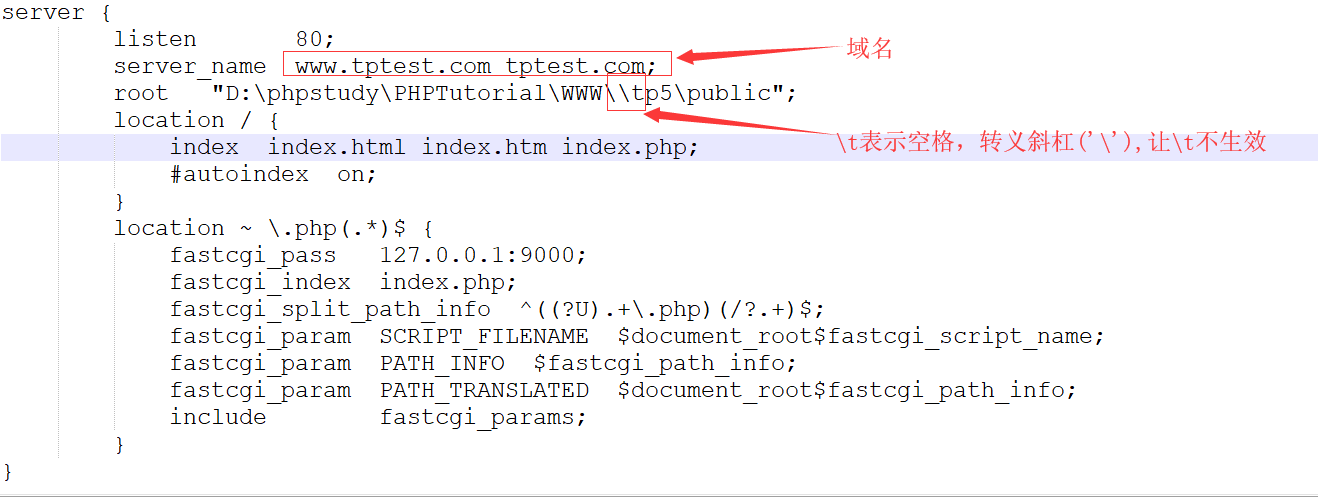 server {
listen 80;
server_name www.tptest.com tptest.com;
域名
root "D:\phpstudy\PHPTutorial\WWW\\tp5\public";
location / {
\t表示空格，转义斜杠('\'),让\t不生效
index index.html index.htm index.php;
#autoindex on;
}
location ~ \.php(.*)$ {
fastcgi_pass 127.0.0.1:9000;
fastcgi_index index.php;
fastcgi_split_path_info ^((?U).+\.php)(/?.+)$;
fastcgi_param SCRIPT_FILENAME $document_root$fastcgi_script_name;
fastcgi_param PATH_INFO $fastcgi_path_info;
fastcgi_param PATH_TRANSLATED $document_root$fastcgi_path_info;
include fastcgi_params;
}
}